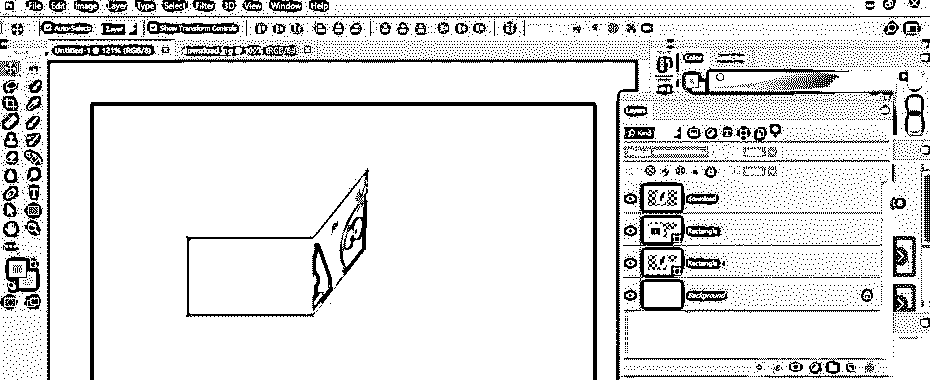 File Edit Image Layer Type Select Filter 3D View Window Help
Auto-Select: Layer Show Transform Controls
Untitled-1 @ 121% (RGB/8) download.jpg @ 100% (RGB/8)
Color
Layers
Kind
download
Rectangle
Rectangle
Background